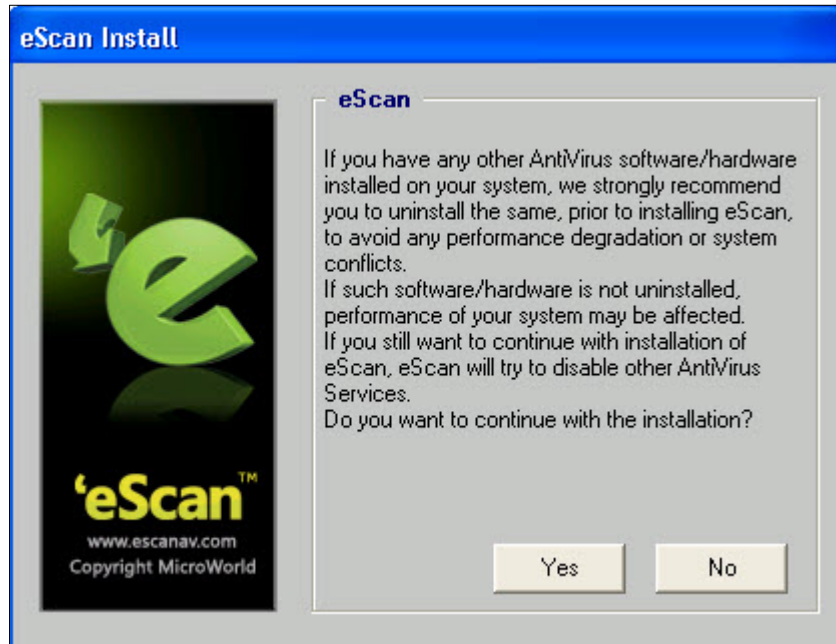 eScan Install
eScan
If you have any other AntiVirus software/hardware
installed on your system, we strongly recommend
you to uninstall the same, prior to installing eScan,
to avoid any performance degradation or system
conflicts.
If such software/hardware is not uninstalled,
performance of your system may be affected.
If you still want to continue with installation of
eScan, eScan will try to disable other AntiVirus
Services.
Do you want to continue with the installation?
‘eScan™
www.escanav.com
Copyright MicroWorld
Yes
No